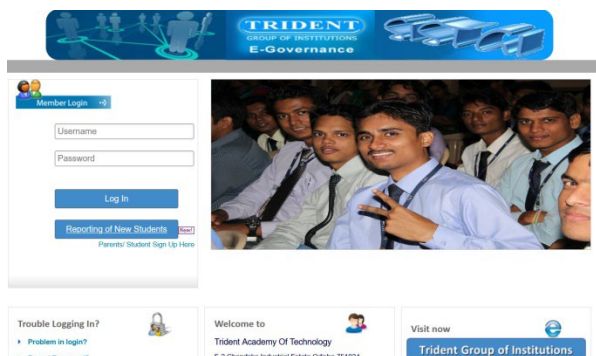 TRIDENT
GROUP OF INSTITUTIONS
E-Governance
Member Login
Username
Password
Log In
Reporting of New Students New!
Parents/ Student Sign Up Here
Trouble Logging In?
Problem in login?
Welcome to
Trident Academy Of Technology
Visit now
Trident Group of Institutions